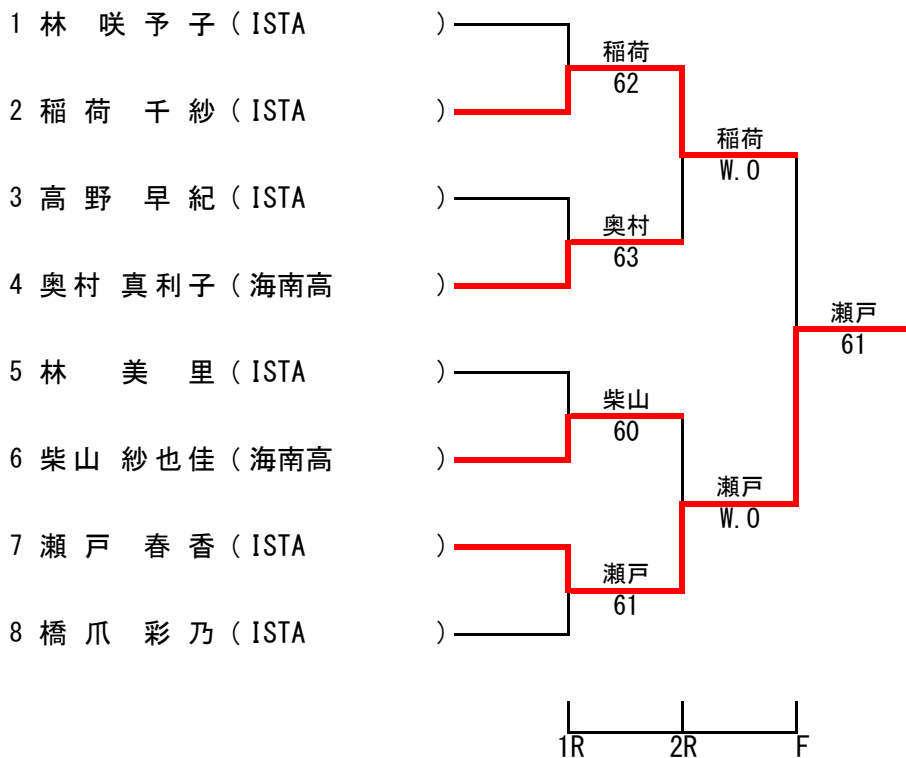 1 林 咲予子 ( ISTA )
稲荷
62
2 稲荷 千紗 ( ISTA )
稲荷
W.O
3 高野 早紀 ( ISTA )
奥村
63
4 奥村 真利子 ( 海南高 )
瀬戸
61
5 林 美里 ( ISTA )
柴山
60
6 柴山 紗也佳 ( 海南高 )
瀬戸
W.O
7 瀬戸 春香 ( ISTA )
瀬戸
61
8 橋爪 彩乃 ( ISTA )
1R 2R F